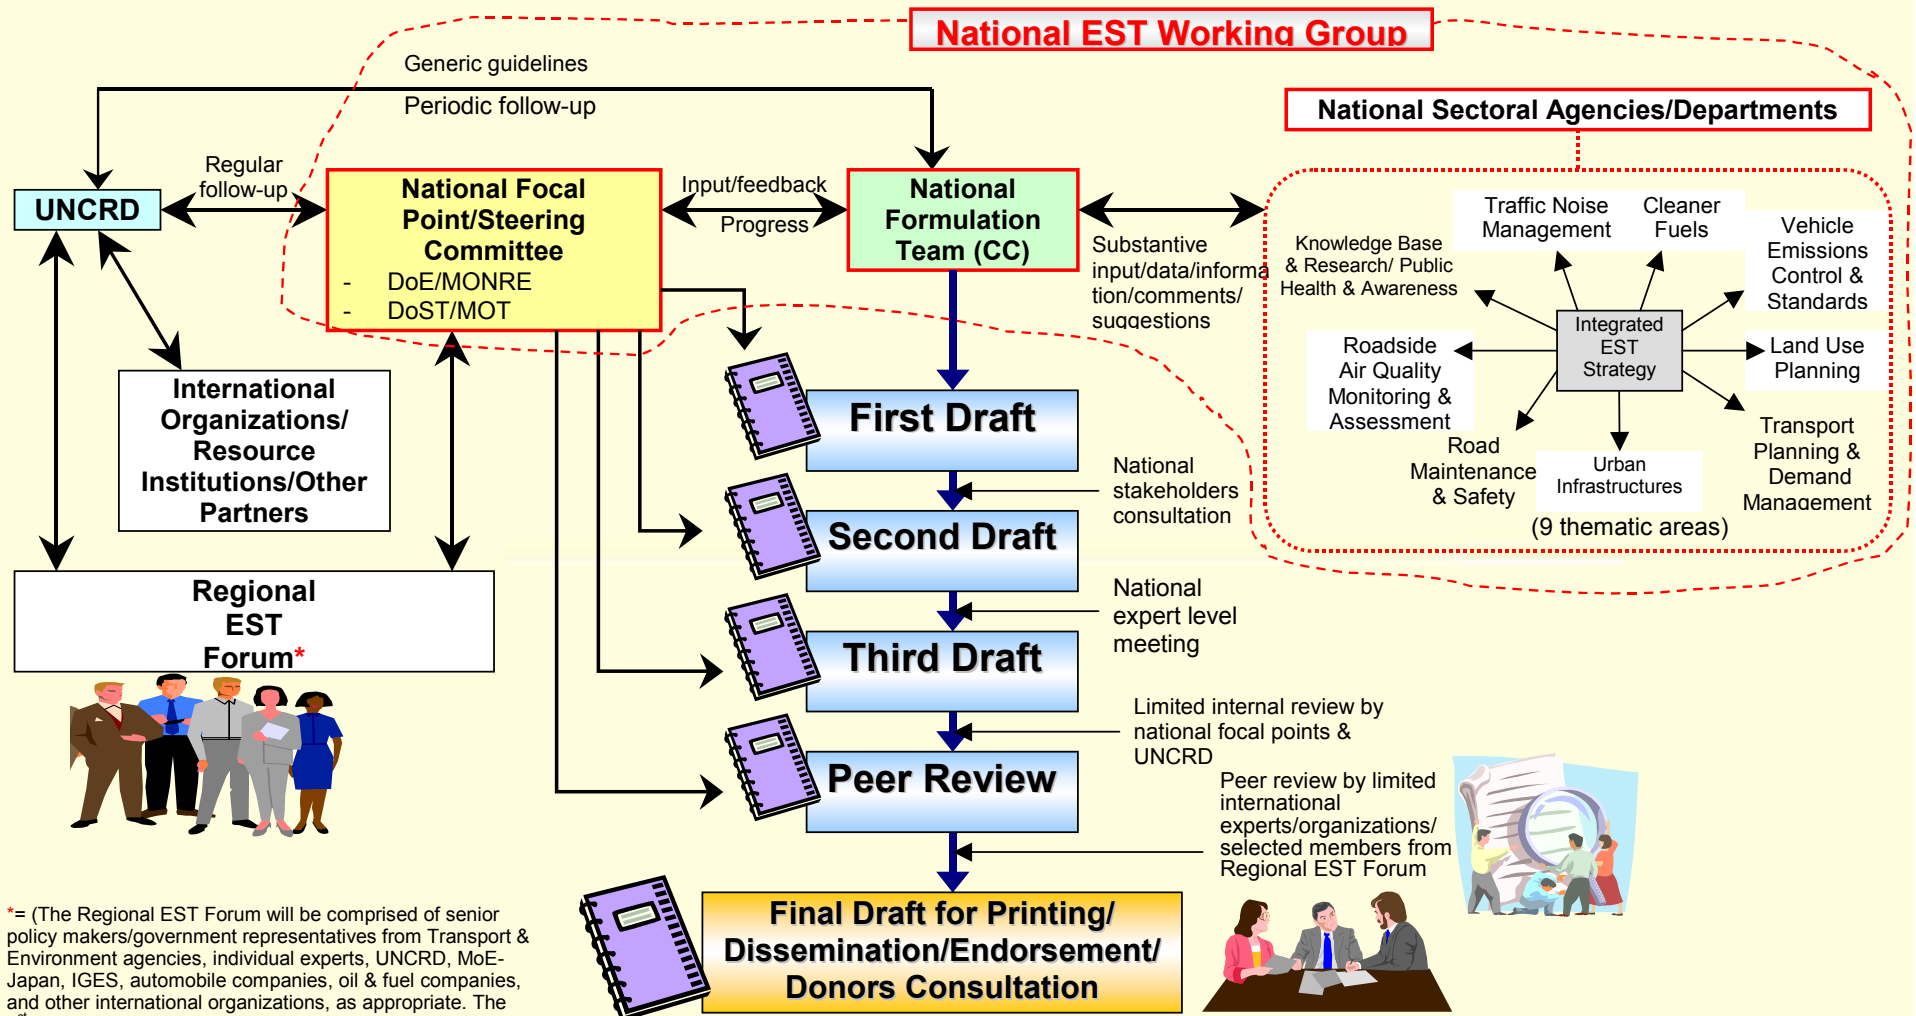 National EST Working Group
Generic guidelines
Periodic follow-up
National Sectoral Agencies/Departments
Regular
follow-up
UNCRD
National Focal
Point/Steering
Committee
- DoE/MONRE
- DoST/MOT
Input/feedback
Progress
National
Formulation
Team (CC)
Substantive
input/data/informa
tion/comments/
suggestions
Traffic Noise
Management
Cleaner
Fuels
Vehicle
Emissions
Control &
Standards
Knowledge Base
& Research/ Public
Health & Awareness
Integrated
EST
Strategy
Roadside
Air Quality
Monitoring &
Assessment
Land Use
Planning
Road
Maintenance
& Safety
Urban
Infrastructures
Transport
Planning &
Demand
Management
(9 thematic areas)
International
Organizations/
Resource
Institutions/Other
Partners
Regional
EST
Forum*
First Draft
National
stakeholders
consultation
Second Draft
National
expert level
meeting
Third Draft
Limited internal review by
national focal points &
UNCRD
Peer Review
Peer review by limited
international
experts/organizations/
selected members from
Regional EST Forum
Final Draft for Printing/
Dissemination/Endorsement/
Donors Consultation
*= (The Regional EST Forum will be comprised of senior
policy makers/government representatives from Transport &
Environment agencies, individual experts, UNCRD, MoE-
Japan, IGES, automobile companies, oil & fuel companies,
and other international organizations, as appropriate. The